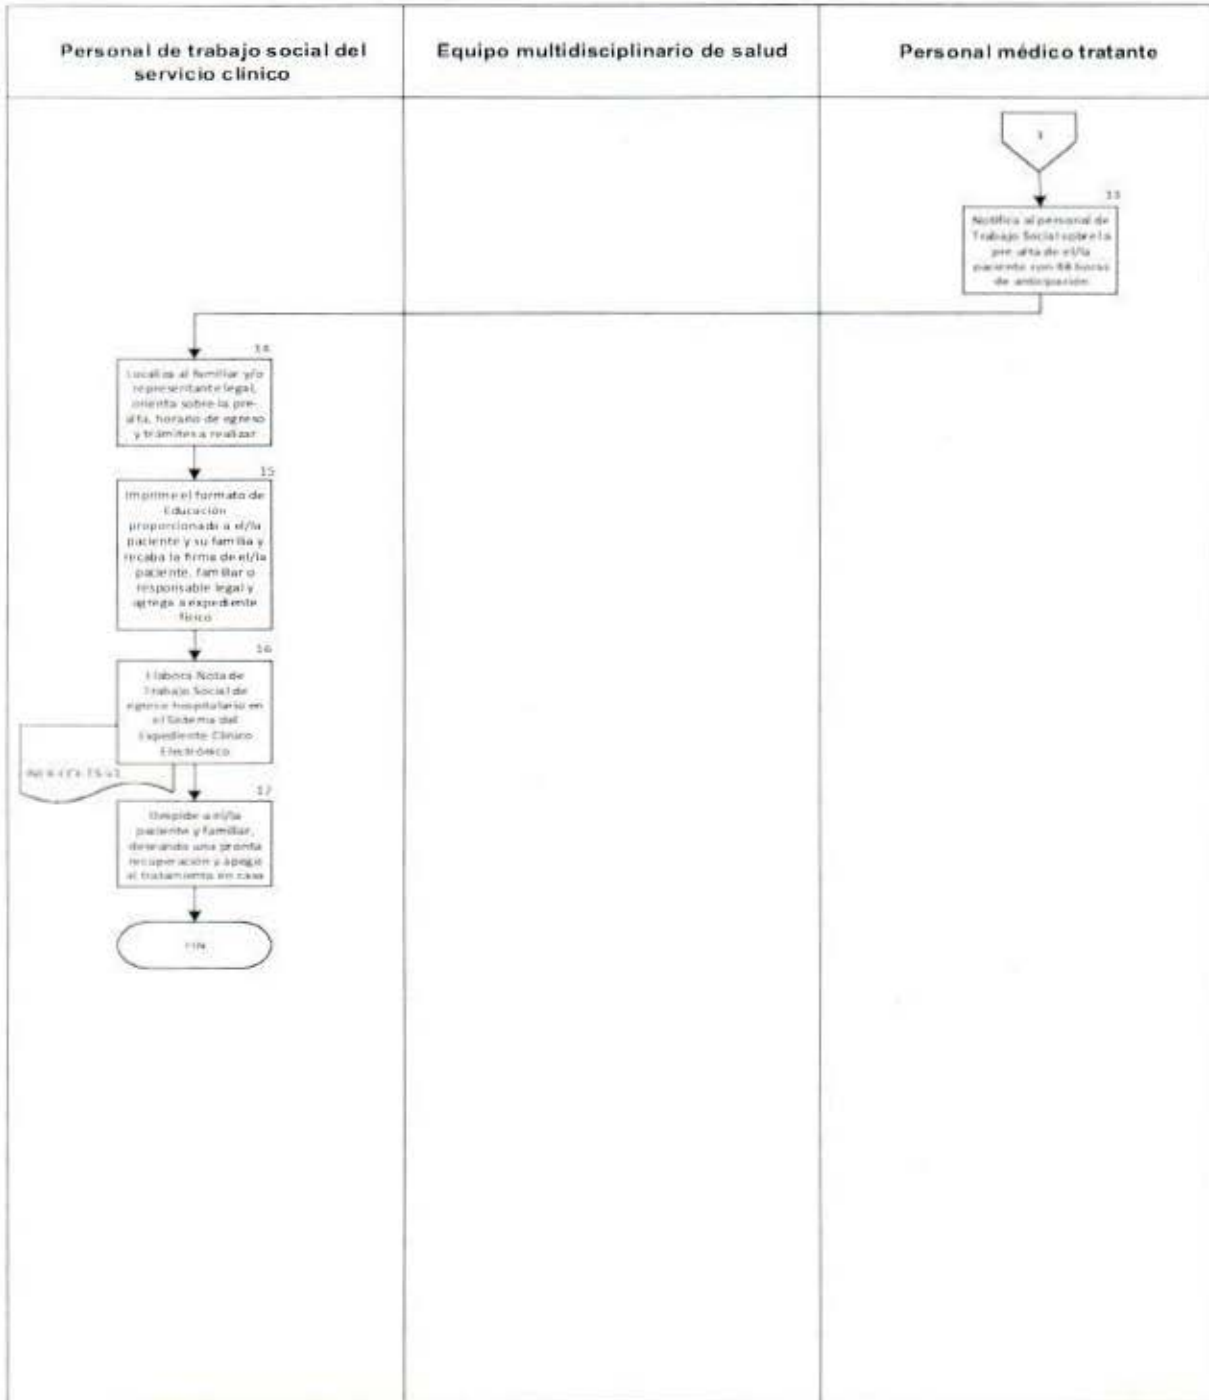 Personal de trabajo social del
servicio clínico
Equipo multidisciplinario de salud
Personal médico tratante
13
Notifica al personal de
Trabajo Social sobre la
pre alta de el/la
paciente con horas
de anticipación
14
Localiza al familiar y/o
representante legal,
orienta sobre la pre-
alta, horario de egreso
y trámites a realizar
15
Imprime el formato de
Educación
proporcionada a el/la
paciente y su familia y
recaba la firma de el/la
paciente, familiar o
responsable legal y
agrega a expediente
físico
16
Elabora Nota de
Trabajo Social de
egreso hospitalario en
el Sistema del
Expediente Clínico
Electrónico
17
Despide a el/la
paciente y familiar,
deseando una pronta
recuperación y apego
al tratamiento en casa
FIN